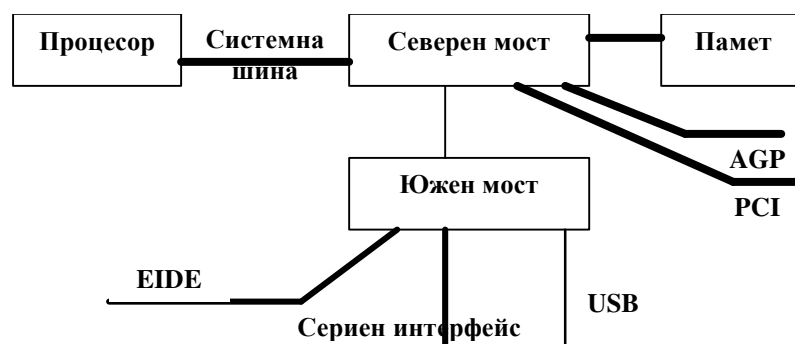 Процесор
Системна
шина
Северен мост
Памет
AGP
PCI
Южен мост
EIDE
USB
Сериен интерфейс